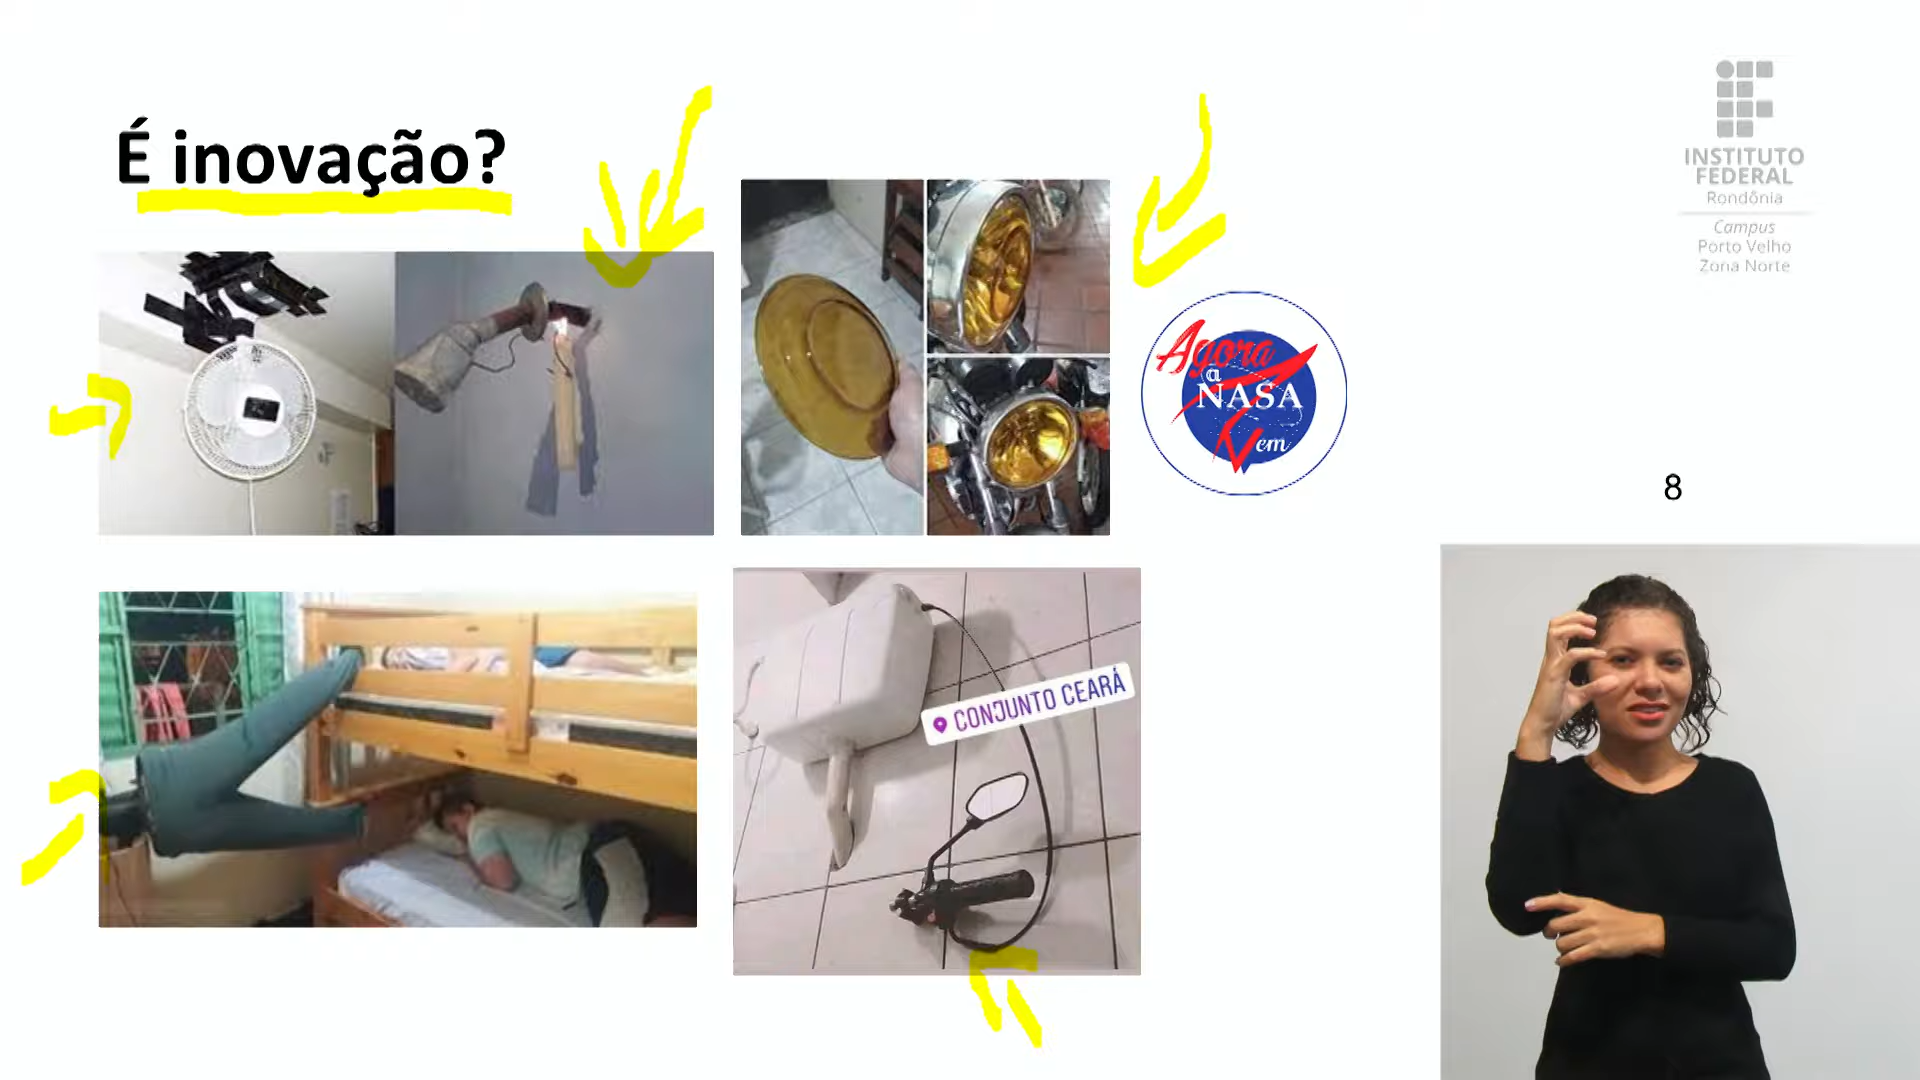 É inovação?
INSTITUTO
FEDERAL
Rondônia
Campus
Porto Velho
Zona Norte
Agora
a
NASA
Vem
8
CONJUNTO CEARÁ